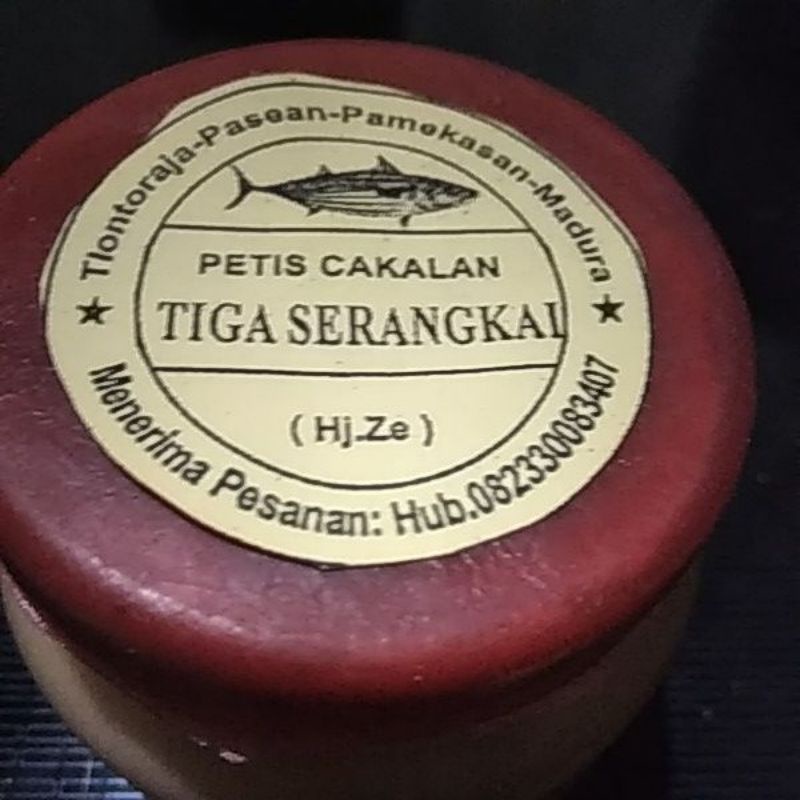 Tlontoraja-Pasean-Pamekasan-Madura
PETIS CAKALAN
TIGA SERANGKAI
( Hj.Ze )
Menerima Pesanan: Hub.082330083407